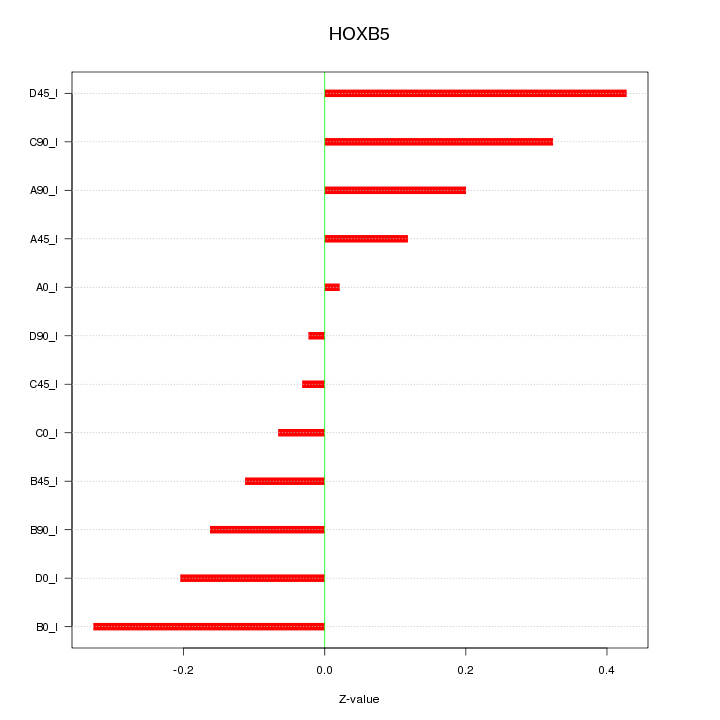 HOXB5
D45_I
C90_I
A90_I
A45_I
A0_I
D90_I
C45_I
C0_I
B45_I
B90_I
D0_I
B0_I
-0.2 0.0 0.2 0.4
Z-value